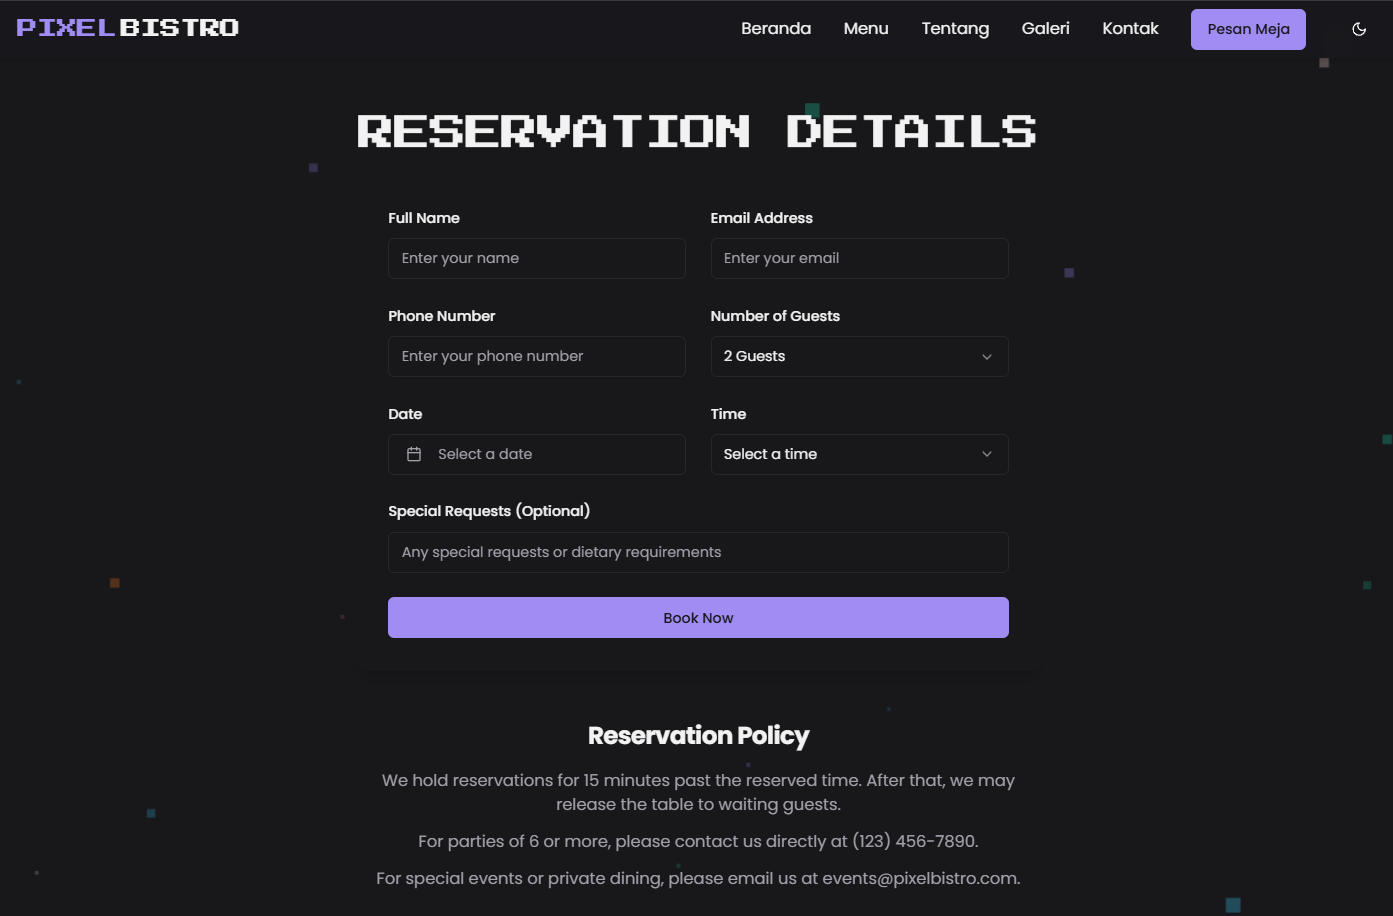 PIXELBISTRO
Beranda
Menu
Tentang
Galeri
Kontak
Pesan Meja
RESERVATION DETAILS
Full Name
Email Address
Enter your name
Enter your email
Phone Number
Number of Guests
Enter your phone number
2 Guests
Date
Time
Select a date
Select a time
Special Requests (Optional)
Any special requests or dietary requirements
Book Now
Reservation Policy
We hold reservations for 15 minutes past the reserved time. After that, we may
release the table to waiting guests.
For parties of 6 or more, please contact us directly at (123) 456-7890.
For special events or private dining, please email us at events@pixelbistro.com.